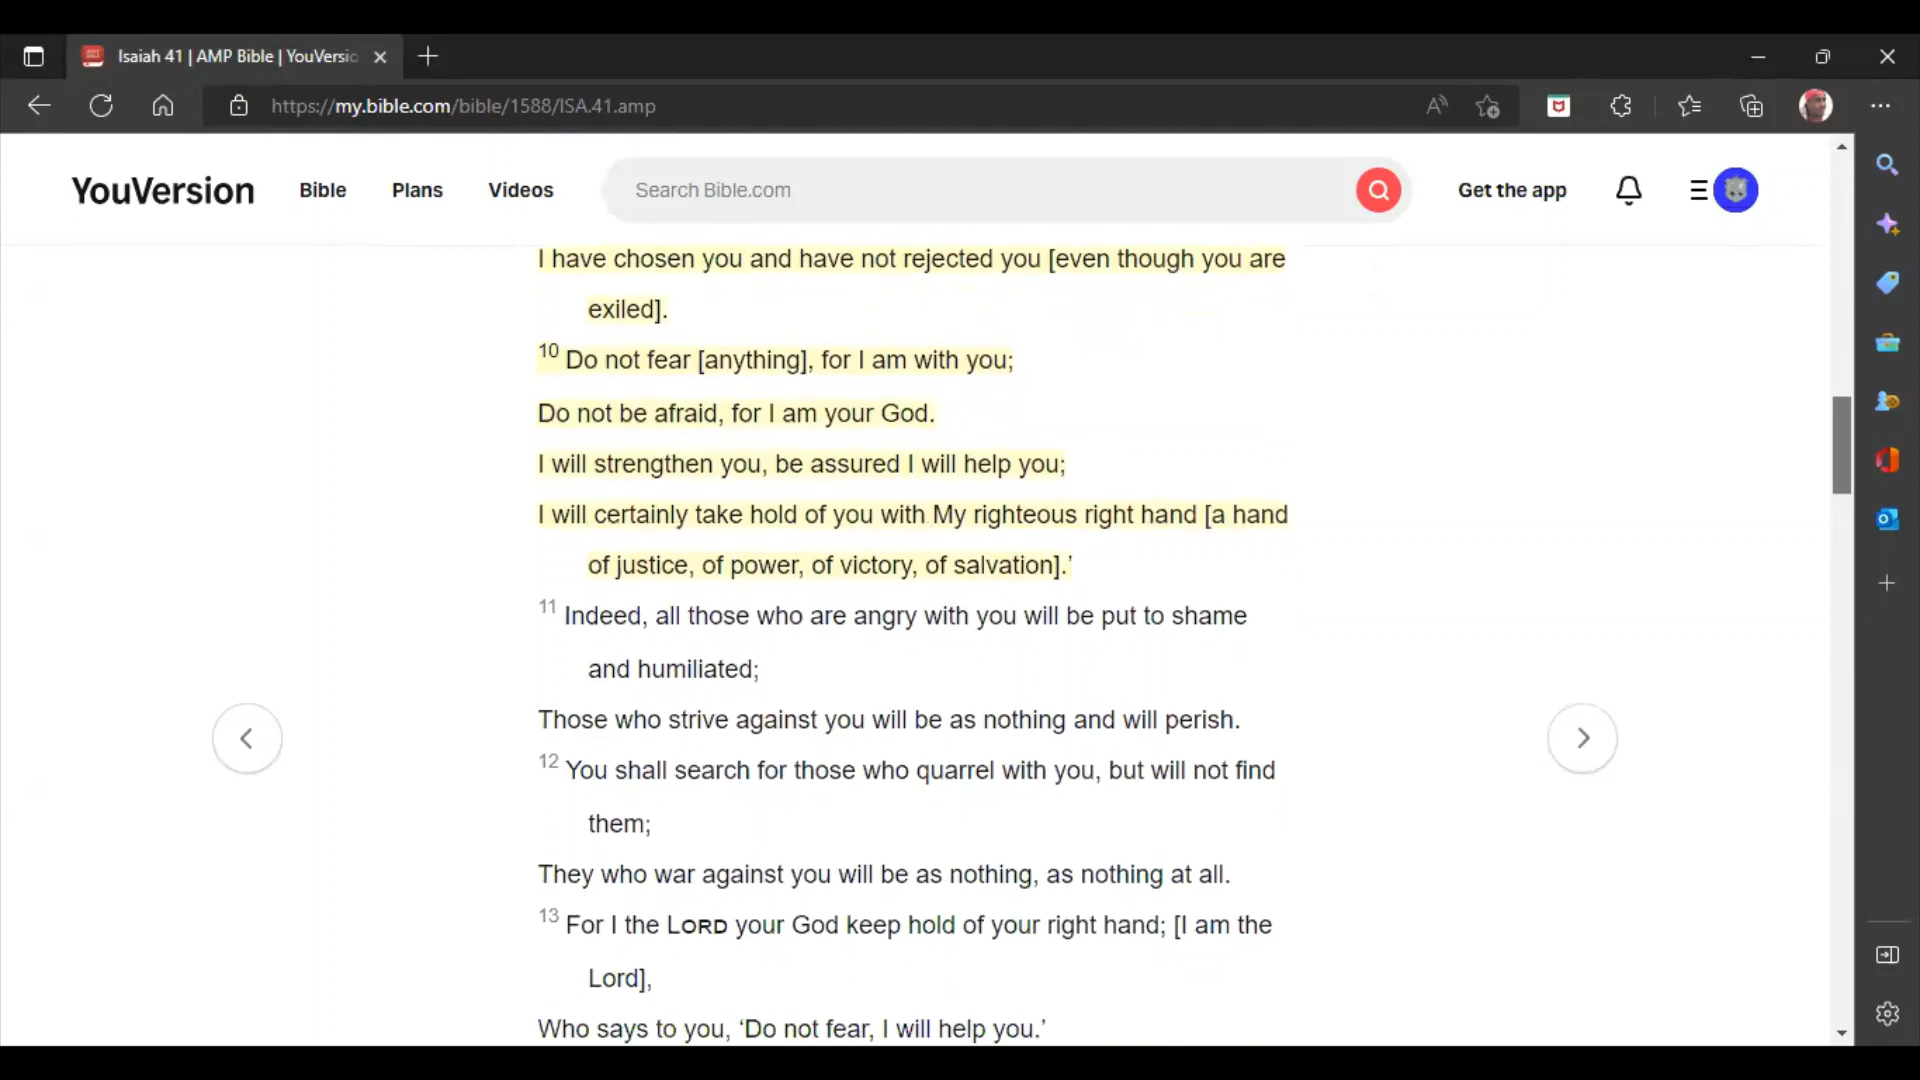 Isaiah 41 | AMP Bible | YouVersio
https://my.bible.com/bible/1588/ISA.41.amp
YouVersion Bible Plans Videos Search Bible.com Get the app
I have chosen you and have not rejected you [even though you are
exiled].
10 Do not fear [anything], for I am with you;
Do not be afraid, for I am your God.
I will strengthen you, be assured I will help you;
I will certainly take hold of you with My righteous right hand [a hand
of justice, of power, of victory, of salvation].’
11 Indeed, all those who are angry with you will be put to shame
and humiliated;
Those who strive against you will be as nothing and will perish.
12 You shall search for those who quarrel with you, but will not find
them;
They who war against you will be as nothing, as nothing at all.
13 For I the LORD your God keep hold of your right hand; [I am the
Lord],
Who says to you, ‘Do not fear, I will help you.’